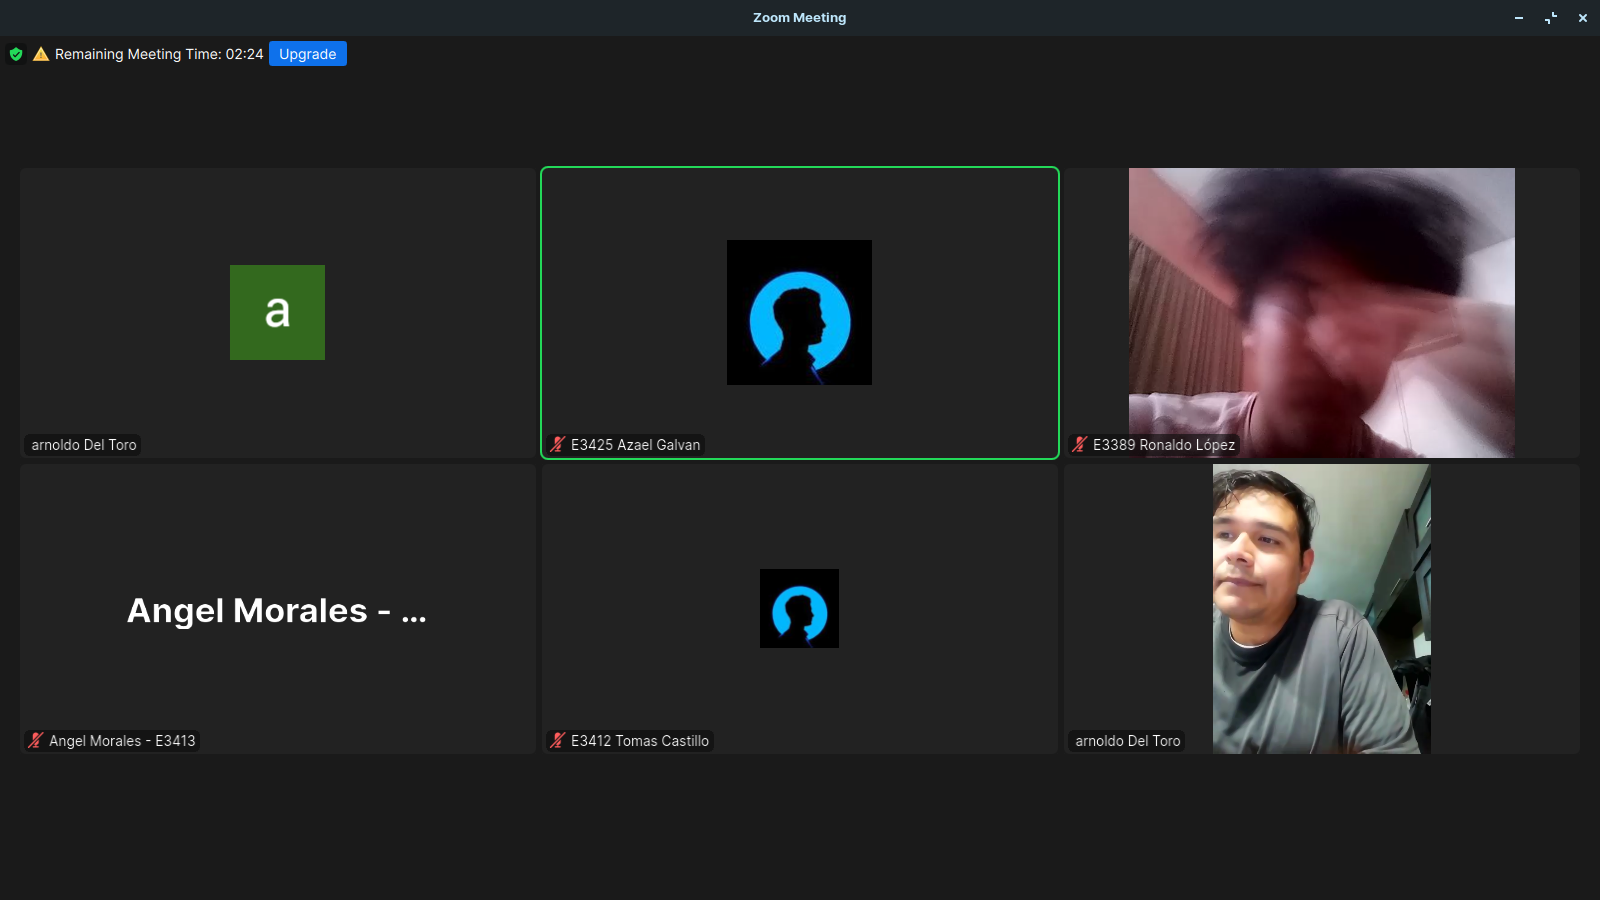 Zoom Meeting
Remaining Meeting Time: 02:24 Upgrade
a
arnoldo Del Toro
E3425 Azael Galvan
E3389 Ronaldo López
Angel Morales - ...
Angel Morales - E3413
E3412 Tomas Castillo
arnoldo Del Toro